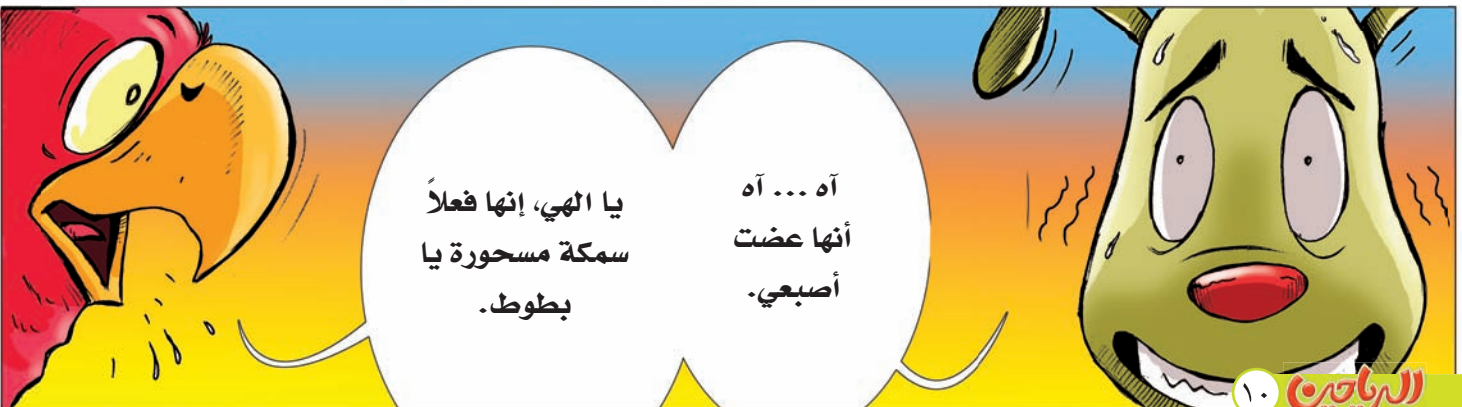 آه ... آه
أنها عضت
أصبعي.
يا الهي، إنها فعلاً
سمكة مسحورة يا
بطوط.
١٠
الرياحين